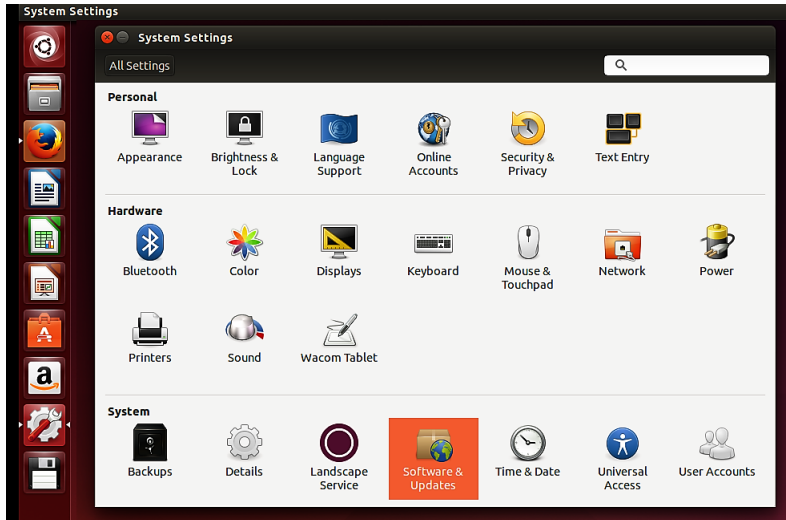 System Settings
System Settings
All Settings
Personal
Appearance
Brightness &
Lock
Language
Support
Online
Accounts
Security &
Privacy
Text Entry
Hardware
Bluetooth
Color
Displays
Keyboard
Mouse &
Touchpad
Network
Power
Printers
Sound
Wacom Tablet
System
Backups
Details
Landscape
Service
Software &
Updates
Time & Date
Universal
Access
User Accounts
A
a